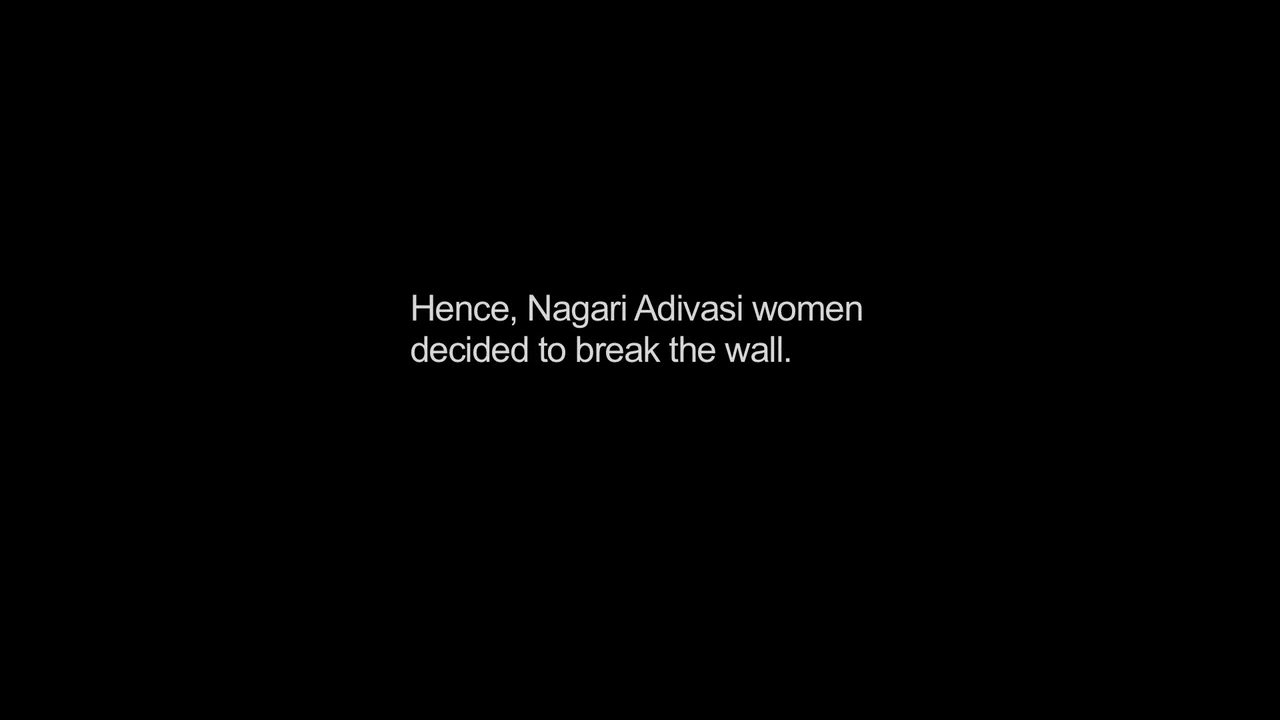 Hence, Nagari Adivasi women
decided to break the wall.